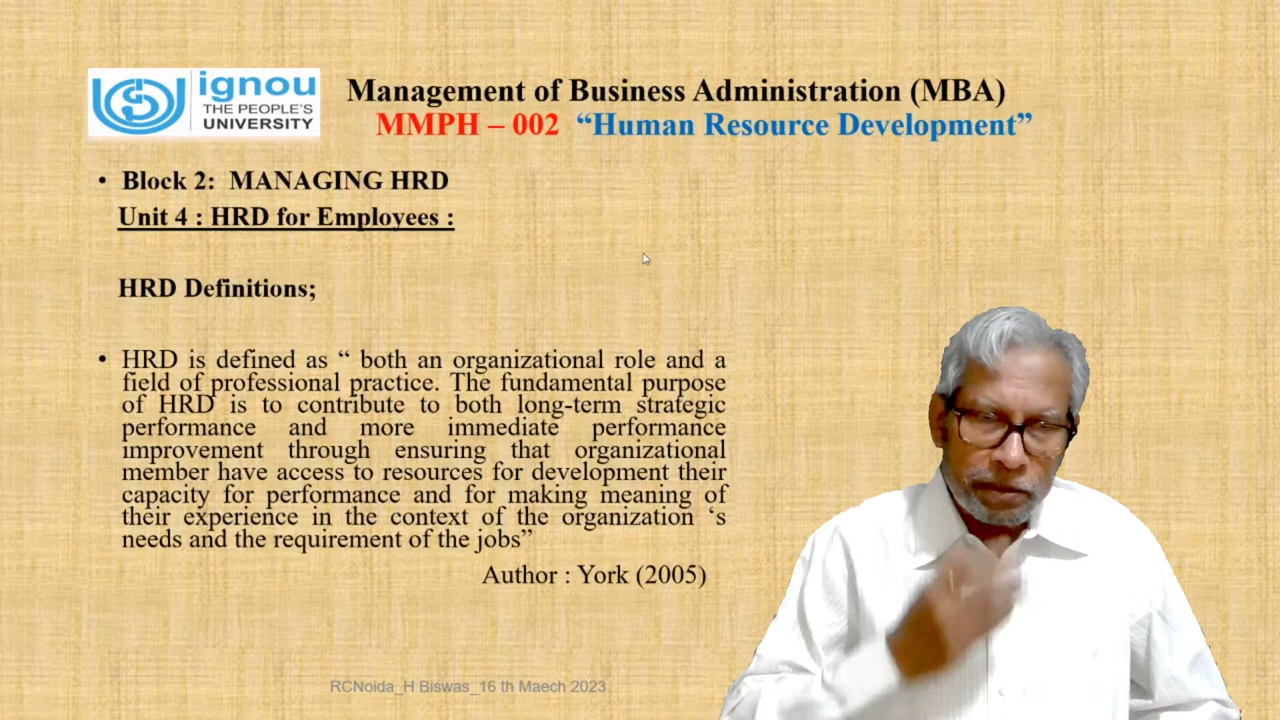 ignou
THE PEOPLE'S
UNIVERSITY
Management of Business Administration (MBA)
MMPH – 002 “Human Resource Development”
• Block 2: MANAGING HRD
Unit 4 : HRD for Employees :
HRD Definitions;
• HRD is defined as “ both an organizational role and a
field of professional practice. The fundamental purpose
of HRD is to contribute to both long-term strategic
performance and more immediate performance
improvement through ensuring that organizational
member have access to resources for development their
capacity for performance and for making meaning of
their experience in the context of the organization ‘s
needs and the requirement of the jobs”
Author : York (2005)
RCNoida_H Biswas_16 th Maech 2023